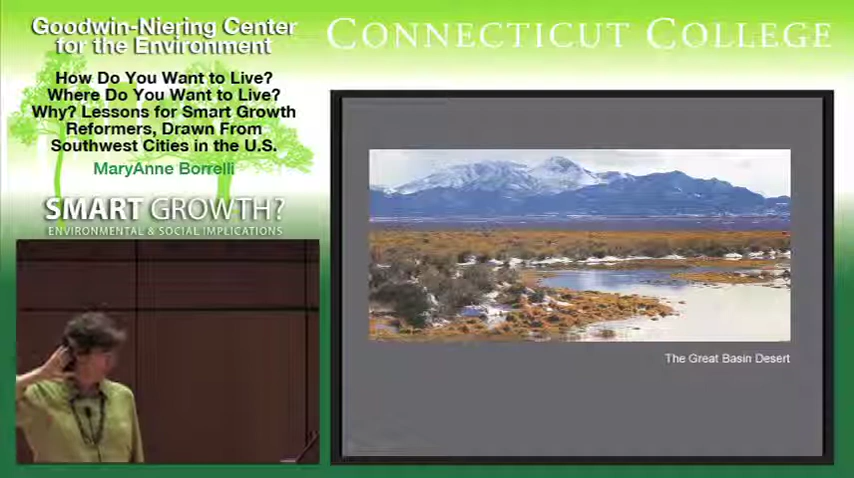 Goodwin-Niering Center
for the Environment
CONNECTICUT COLLEGE
How Do You Want to Live?
Where Do You Want to Live?
Why? Lessons for Smart Growth
Reformers, Drawn From
Southwest Cities in the U.S.
MaryAnne Borrelli
SMART GROWTH?
ENVIRONMENTAL & SOCIAL IMPLICATIONS
The Great Basin Desert